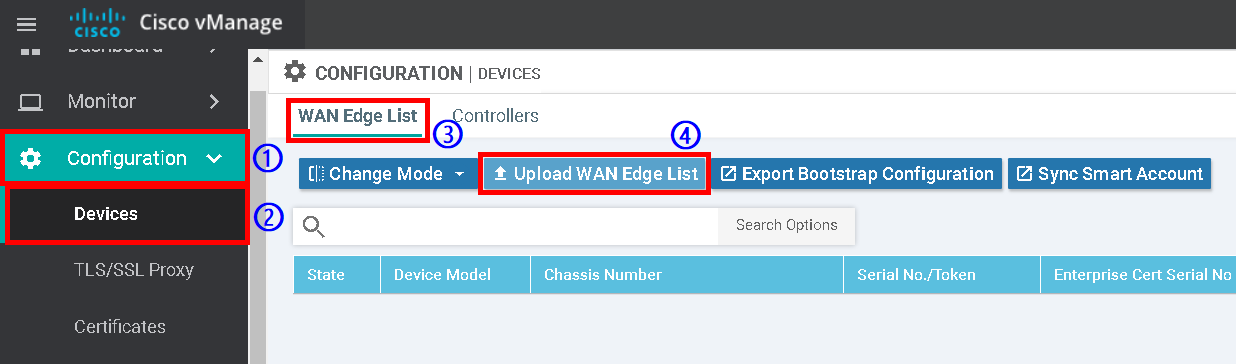 cisco Cisco vManage
Dashboard
Monitor
Configuration ①
Devices ②
TLS/SSL Proxy
Certificates
CONFIGURATION | DEVICES
WAN Edge List ③ Controllers
④
Change Mode Upload WAN Edge List Export Bootstrap Configuration Sync Smart Account
Search Options
State Device Model Chassis Number Serial No./Token Enterprise Cert Serial No